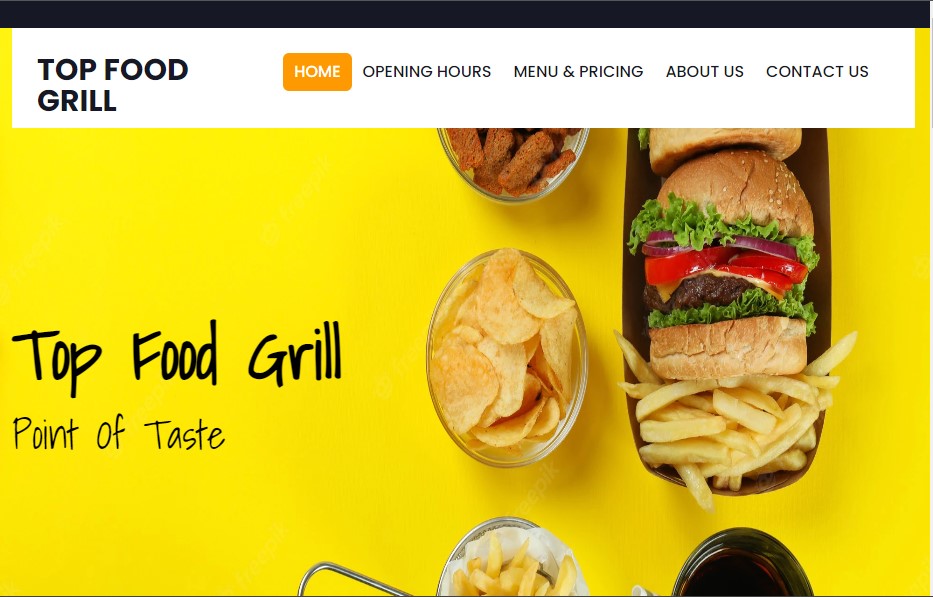 TOP FOOD
GRILL
HOME OPENING HOURS MENU & PRICING ABOUT US CONTACT US
Top Food Grill
Point Of Taste